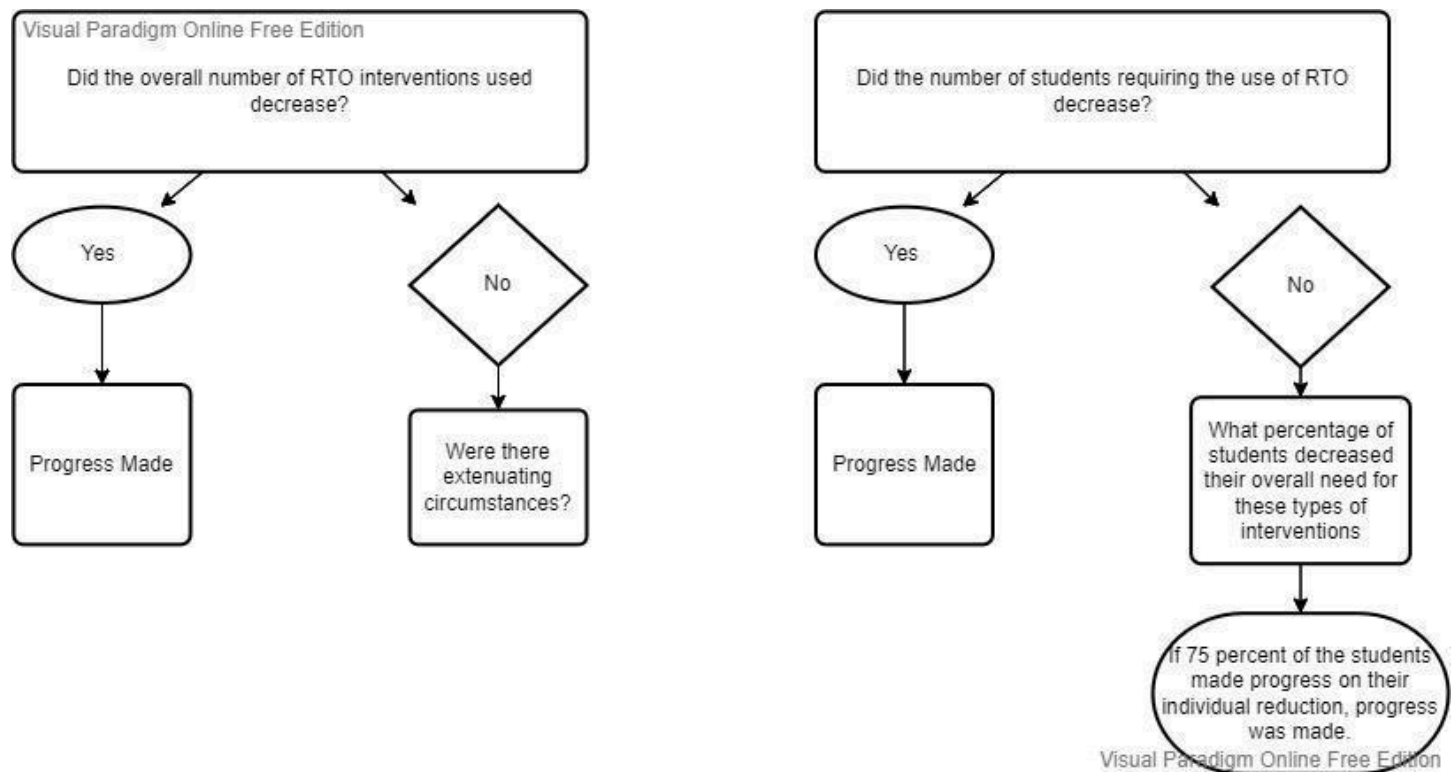 Visual Paradigm Online Free Edition
Did the overall number of RTO interventions used
decrease?
Yes
No
Progress Made
Were there
extenuating
circumstances?
Did the number of students requiring the use of RTO
decrease?
Yes
No
Progress Made
What percentage of
students decreased
their overall need for
these types of
interventions
If 75 percent of the students
made progress on their
individual reduction, progress
was made.
Visual Paradigm Online Free Edition